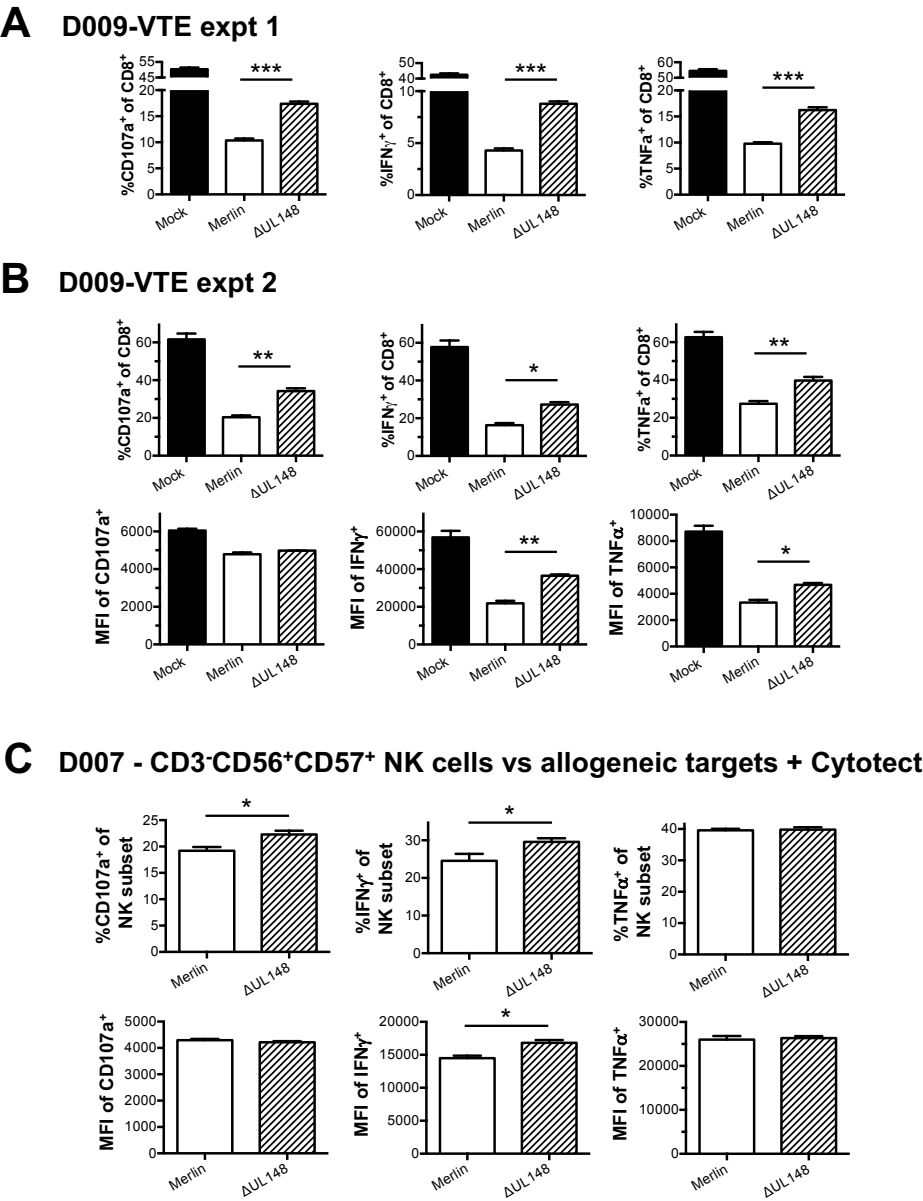 A D009-VTE expt 1
%CD107a⁺ of CD8⁺
55
45
20
15
10
5
0
Mock
Merlin
ΔUL148
***
%IFNγ⁺ of CD8⁺
60
40
10
5
0
Mock
Merlin
ΔUL148
***
%TNFa⁺ of CD8⁺
60
50
40
20
15
10
5
0
Mock
Merlin
ΔUL148
***
B D009-VTE expt 2
%CD107a⁺ of CD8⁺
60
40
20
0
Mock
Merlin
ΔUL148
**
%IFNγ⁺ of CD8⁺
60
40
20
0
Mock
Merlin
ΔUL148
*
%TNFa⁺ of CD8⁺
60
40
20
0
Mock
Merlin
ΔUL148
**
MFI of CD107a⁺
6000
4000
2000
0
Mock
Merlin
ΔUL148
MFI of IFNγ⁺
60000
40000
20000
0
Mock
Merlin
ΔUL148
**
MFI of TNFα⁺
10000
8000
6000
4000
2000
0
Mock
Merlin
ΔUL148
*
C D007 - CD3⁻CD56⁺CD57⁺ NK cells vs allogeneic targets + Cytotect
%CD107a⁺ of
NK subset
25
20
15
10
5
0
Merlin
ΔUL148
*
%IFNγ⁺ of
NK subset
30
20
10
0
Merlin
ΔUL148
*
%TNFα⁺ of
NK subset
40
30
20
10
0
Merlin
ΔUL148
MFI of CD107a⁺
5000
4000
3000
2000
1000
0
Merlin
ΔUL148
MFI of IFNγ⁺
20000
15000
10000
5000
0
Merlin
ΔUL148
*
MFI of TNFα⁺
30000
20000
10000
0
Merlin
ΔUL148